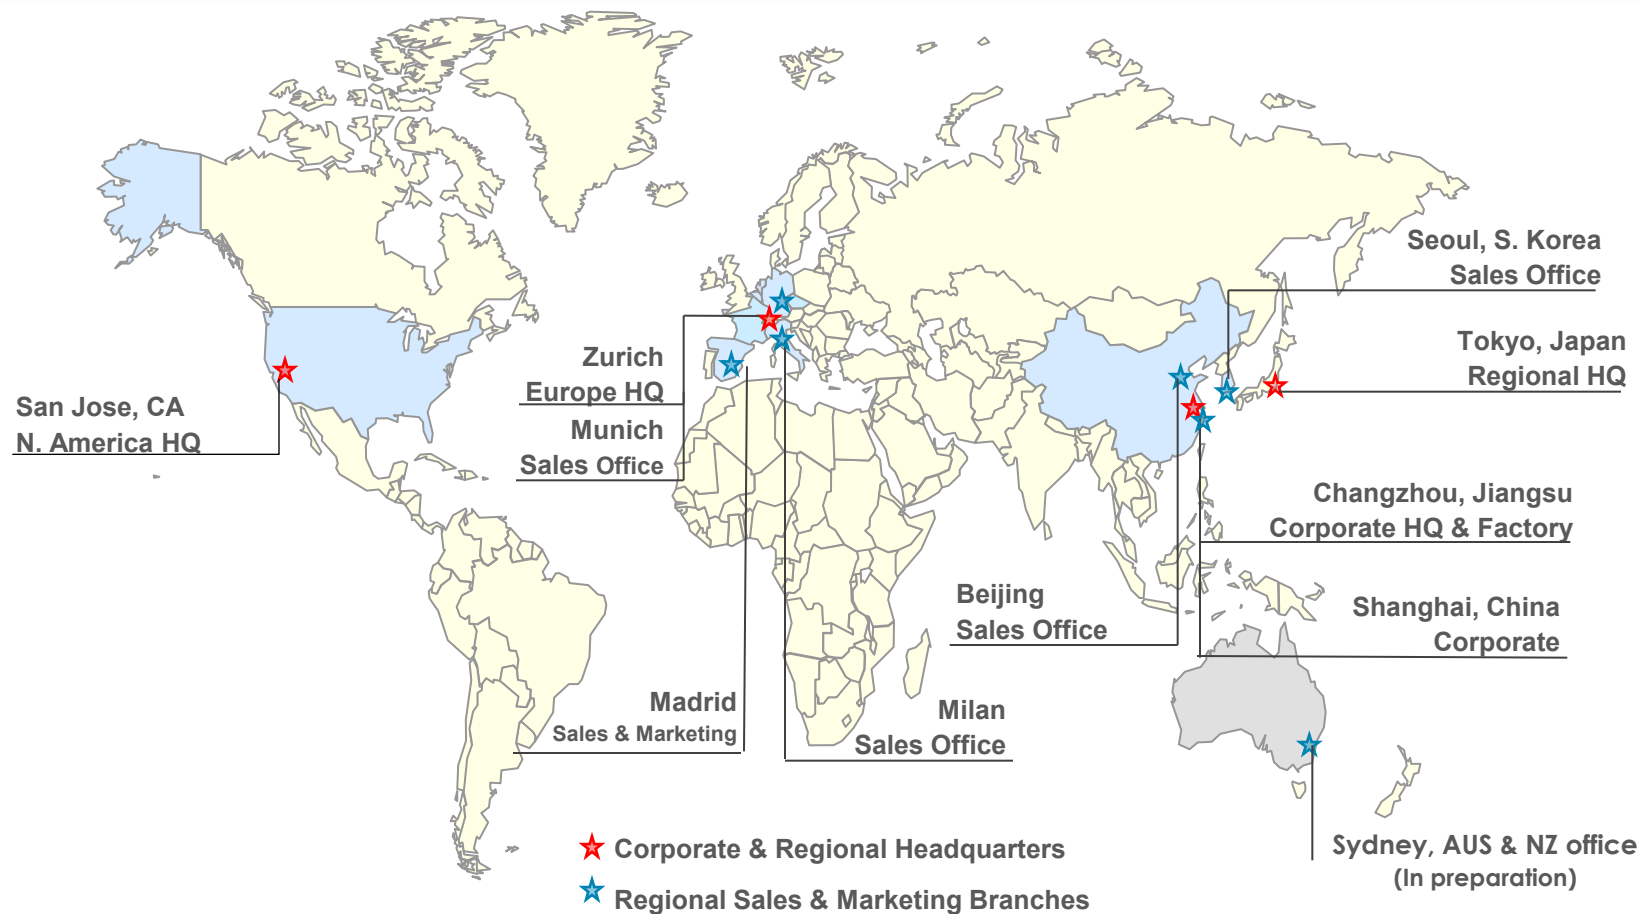 Seoul, S. Korea
Sales Office
Tokyo, Japan
Regional HQ
Zurich
Europe HQ
Munich
Sales Office
San Jose, CA
N. America HQ
Changzhou, Jiangsu
Corporate HQ & Factory
Beijing
Sales Office
Shanghai, China
Corporate
Madrid
Sales & Marketing
Milan
Sales Office
Sydney, AUS & NZ office
(In preparation)
Corporate & Regional Headquarters
Regional Sales & Marketing Branches